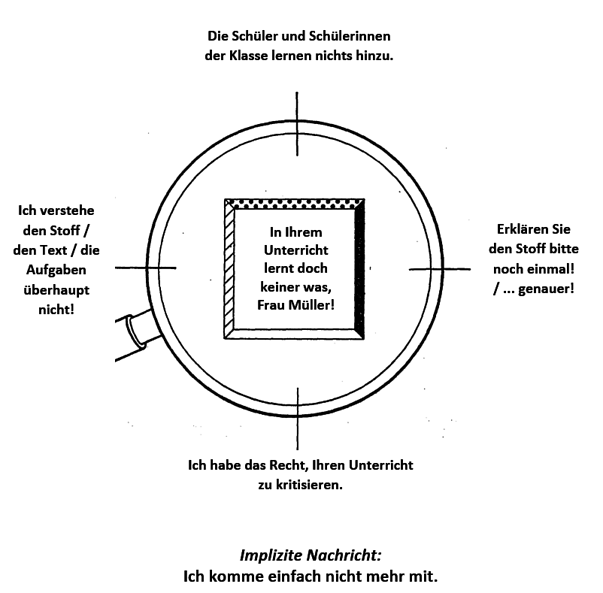 Die Schüler und Schülerinnen
der Klasse lernen nichts hinzu.
Ich verstehe
den Stoff /
den Text / die
Aufgaben
überhaupt
nicht!
In Ihrem
Unterricht
lernt doch
keiner was,
Frau Müller!
Erklären Sie
den Stoff bitte
noch einmal!
/ ... genauer!
Ich habe das Recht, Ihren Unterricht
zu kritisieren.
Implizite Nachricht:
Ich komme einfach nicht mehr mit.